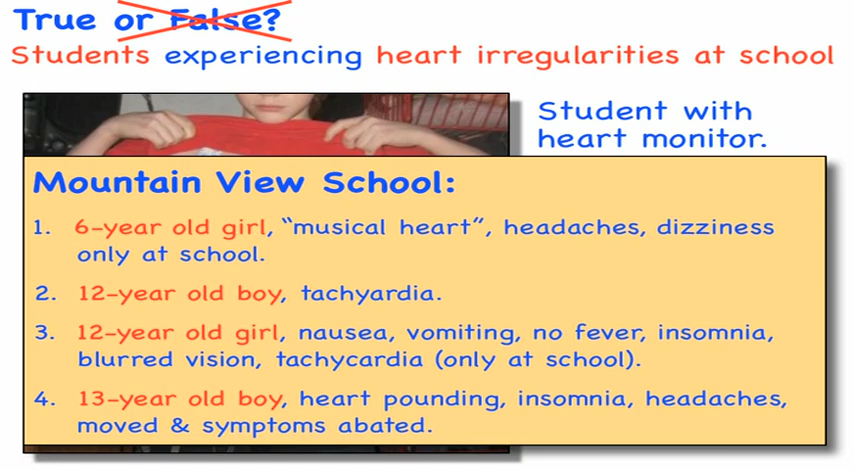 True or False?
Students experiencing heart irregularities at school
Student with
heart monitor.
Mountain View School:
1. 6-year old girl, "musical heart", headaches, dizziness
only at school.
2. 12-year old boy, tachyardia.
3. 12-year old girl, nausea, vomiting, no fever, insomnia,
blurred vision, tachycardia (only at school).
4. 13-year old boy, heart pounding, insomnia, headaches,
moved & symptoms abated.